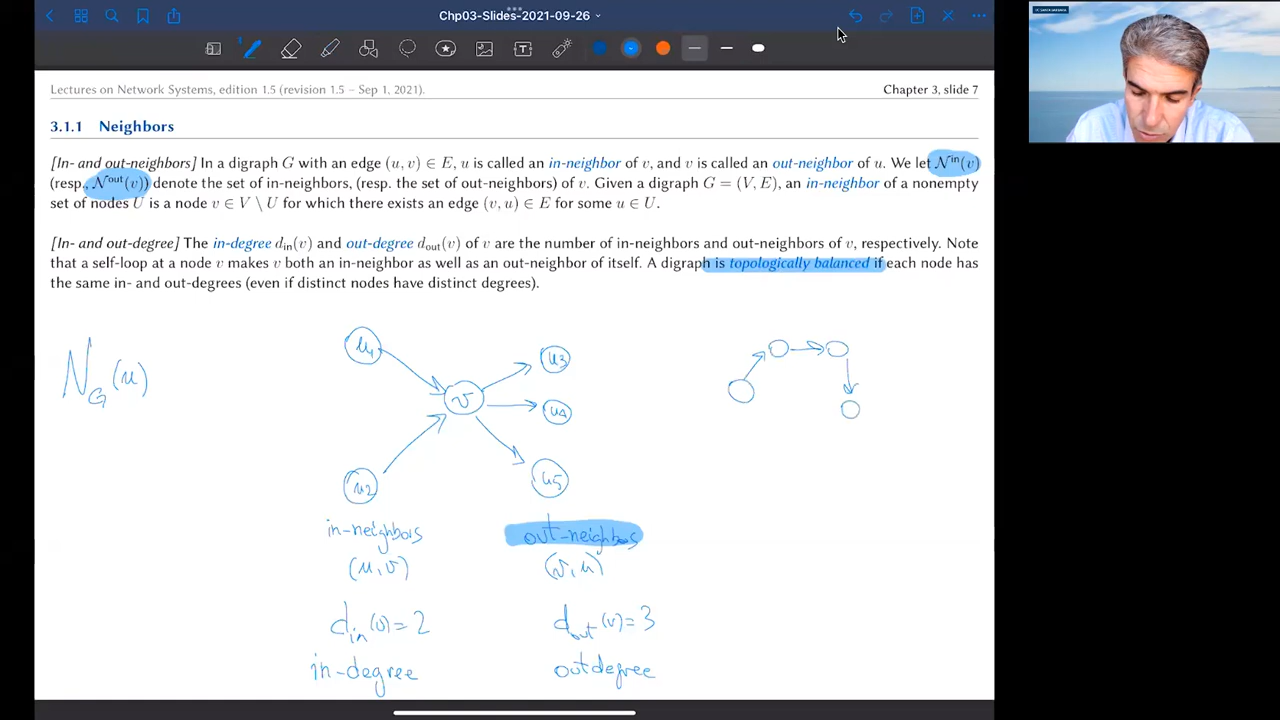 Chp03-Slides-2021-09-26
Lectures on Network Systems, edition 1.5 (revision 1.5 – Sep 1, 2021). Chapter 3, slide 7
3.1.1 Neighbors
[In- and out-neighbors] In a digraph G with an edge (u, v) ∈ E, u is called an in-neighbor of v, and v is called an out-neighbor of u. We let 𝒩ⁱⁿ(v)
(resp., 𝒩ᵒᵘᵗ(v)) denote the set of in-neighbors, (resp. the set of out-neighbors) of v. Given a digraph G = (V, E), an in-neighbor of a nonempty
set of nodes U is a node v ∈ V \ U for which there exists an edge (v, u) ∈ E for some u ∈ U.
[In- and out-degree] The in-degree d_in(v) and out-degree d_out(v) of v are the number of in-neighbors and out-neighbors of v, respectively. Note
that a self-loop at a node v makes v both an in-neighbor as well as an out-neighbor of itself. A digraph is topologically balanced if each node has
the same in- and out-degrees (even if distinct nodes have distinct degrees).
N_G(u)
u1
u3
v
u4
u2
u5
in-neighbors out-neighbors
(u,v) (v,u)
d_in(v)=2 d_out(v)=3
in-degree outdegree